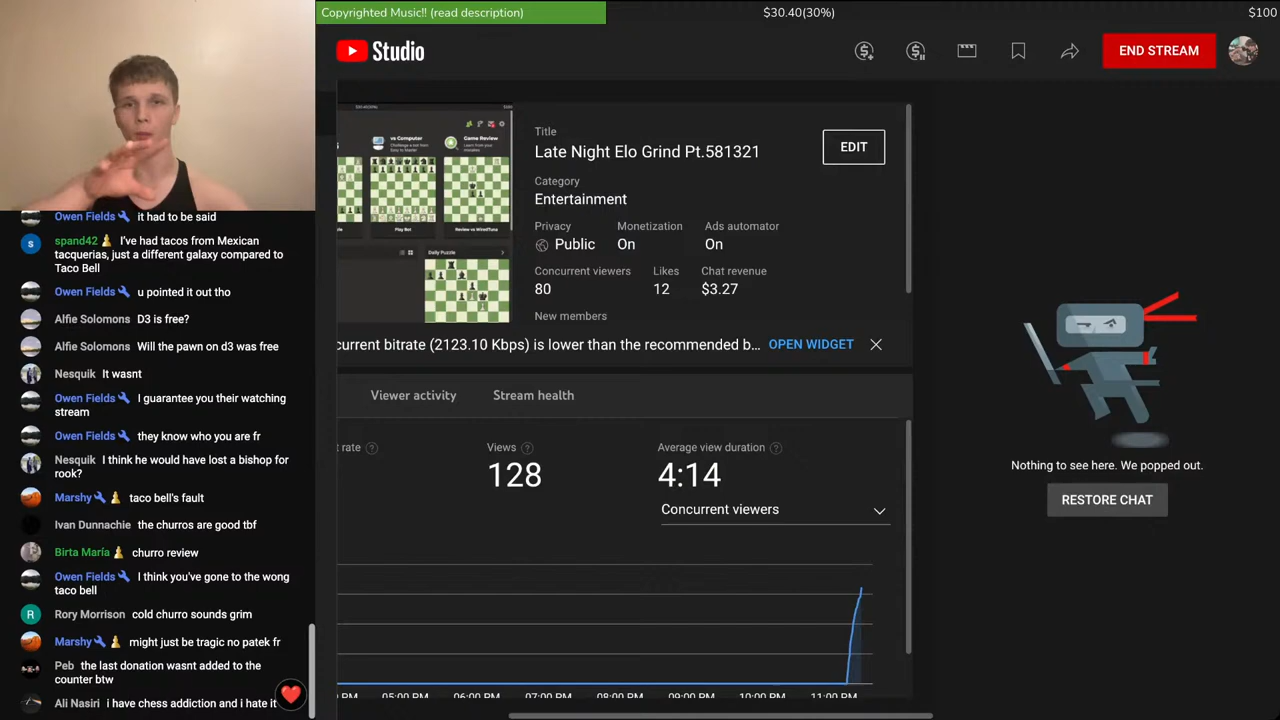 Copyrighted Music!! (read description)
$30.40(30%)
$100
Studio
END STREAM
Owen Fields it had to be said
spand42 I've had tacos from Mexican
tacquerias, just a different galaxy compared to
Taco Bell
Owen Fields u pointed it out tho
Alfie Solomons D3 is free?
Alfie Solomons Will the pawn on d3 was free
Nesquik It wasnt
Owen Fields I guarantee you their watching
stream
Owen Fields they know who you are fr
Nesquik I think he would have lost a bishop for
rook?
Marshy taco bell's fault
Ivan Dunnachie the churros are good tbf
Birta María churro review
Owen Fields I think you've gone to the wong
taco bell
R Rory Morrison cold churro sounds grim
Marshy might just be tragic no patek fr
Peb the last donation wasnt added to the
counter btw
Ali Nasiri i have chess addiction and i hate it
vs Computer
Game Review
Play Bot
Daily Puzzle
Title
Late Night Elo Grind Pt.581321
EDIT
Category
Entertainment
Privacy Monetization Ads automator
Public On On
Concurrent viewers Likes Chat revenue
80 12 $3.27
New members
current bitrate (2123.10 Kbps) is lower than the recommended b... OPEN WIDGET
Viewer activity Stream health
t rate Views Average view duration
128 4:14
Concurrent viewers
PM 05:00 PM 06:00 PM 07:00 PM 08:00 PM 09:00 PM 10:00 PM 11:00 PM
Nothing to see here. We popped out.
RESTORE CHAT